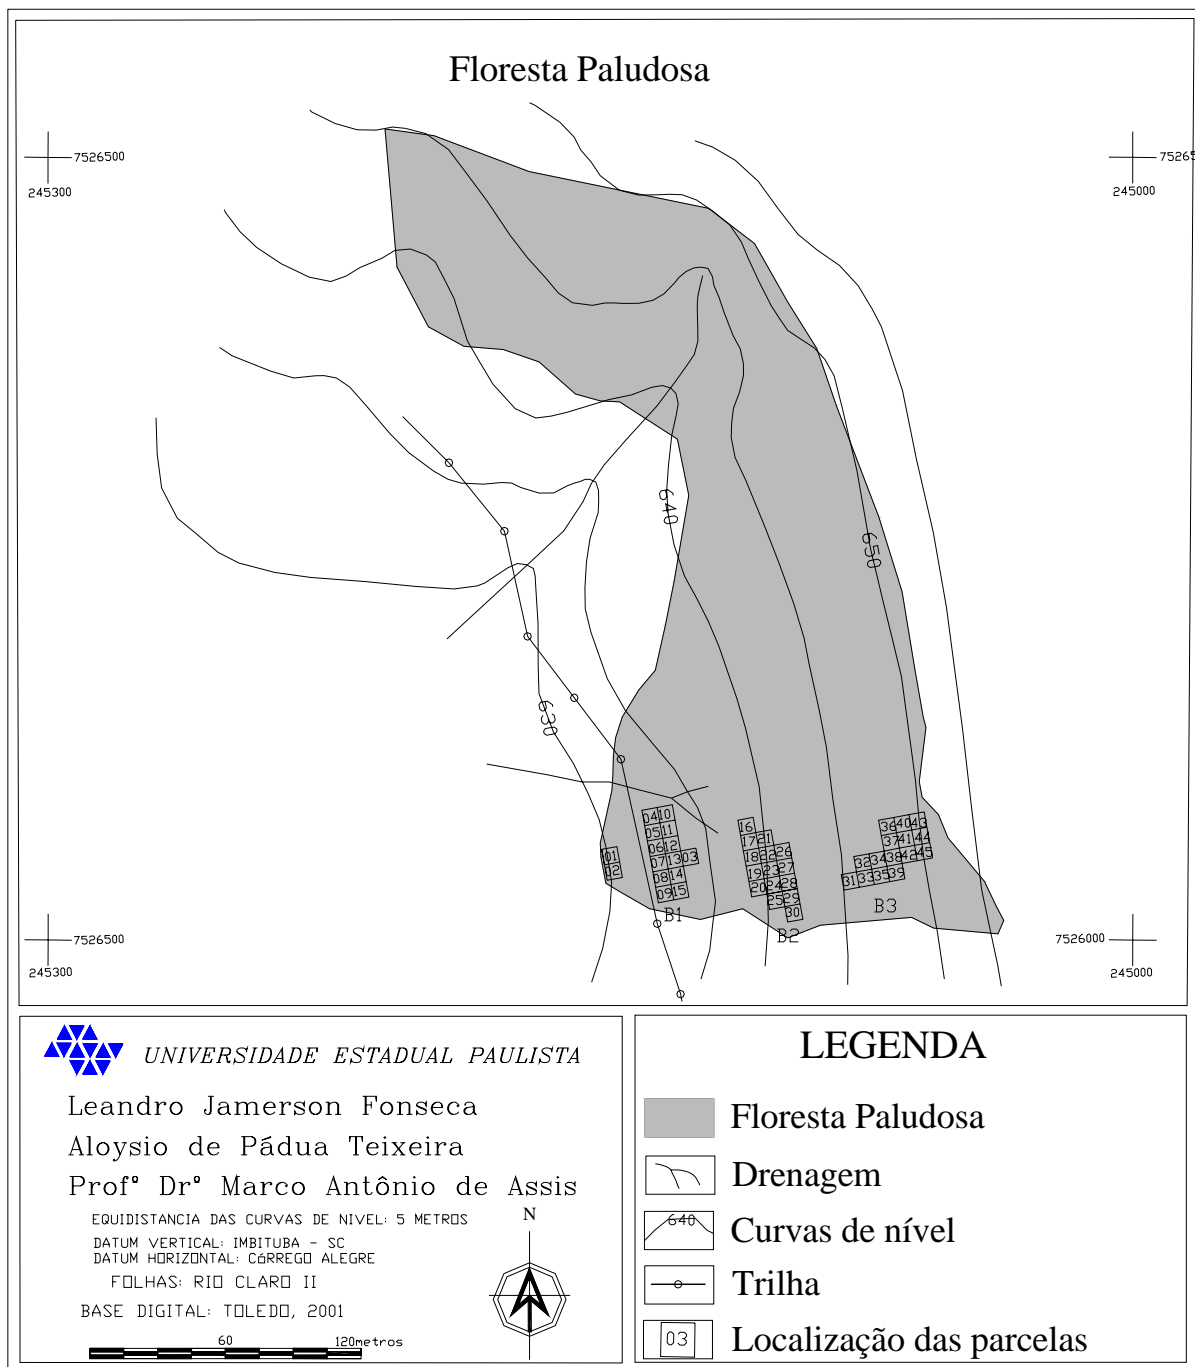 Floresta Paludosa
7526500
245300
75265
245000
640
650
630
01
02
04 10
05 11
06 12
07 13 03
08 14
09 15
B1
16
17 21
18 22 26
19 23 27
20 24 28
25 29
30
B2
36 40 43
37 41 44
32 34 38 42 45
31 33 35 39
B3
7526500
245300
7526000
245000
UNIVERSIDADE ESTADUAL PAULISTA
Leandro Jamerson Fonseca
Aloysio de Pádua Teixeira
Profº Drº Marco Antônio de Assis
EQUIDISTANCIA DAS CURVAS DE NIVEL: 5 METROS
DATUM VERTICAL: IMBITUBA - SC
DATUM HORIZONTAL: CóRREGO ALEGRE
FOLHAS: RIO CLARO II
BASE DIGITAL: TOLEDO, 2001
60 120metros
N
LEGENDA
Floresta Paludosa
Drenagem
640
Curvas de nível
Trilha
03
Localização das parcelas